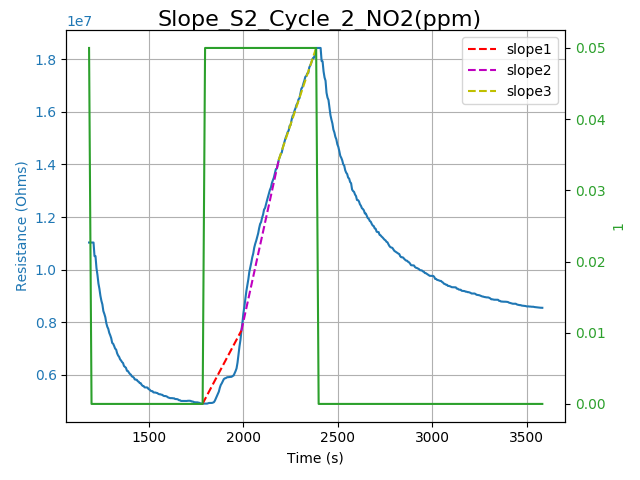 Slope_S2_Cycle_2_NO2(ppm)
1e7
slope1
slope2
slope3
1.8
1.6
1.4
1.2
1.0
0.8
0.6
Resistance (Ohms)
0.05
0.04
0.03
0.02
0.01
0.00
1
1500
2000
2500
3000
3500
Time (s)